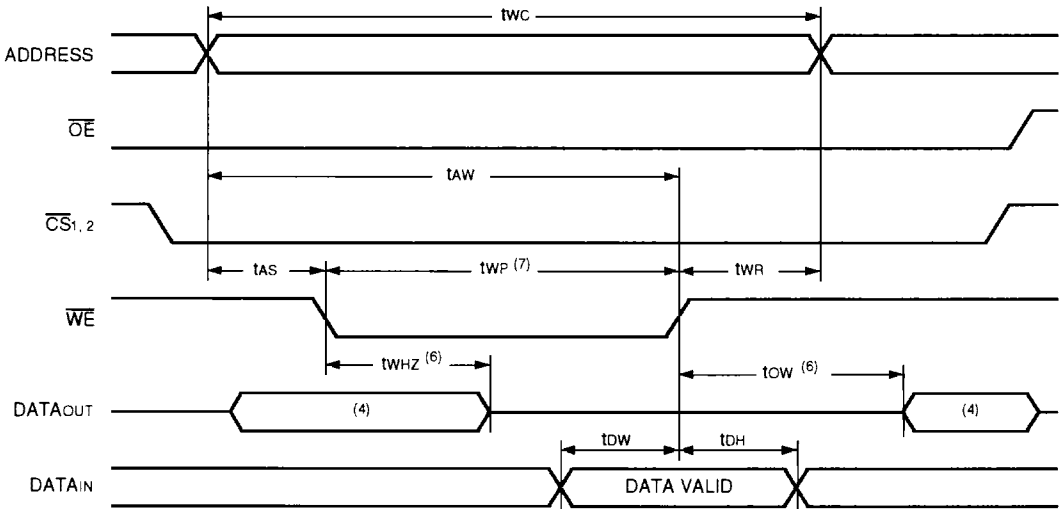 tWC
ADDRESS
OE
tAW
CS1, 2
tAS
tWP (7)
tWR
WE
tWHZ (6)
tOW (6)
DATAOUT
(4)
(4)
tDW
tDH
DATAIN
DATA VALID